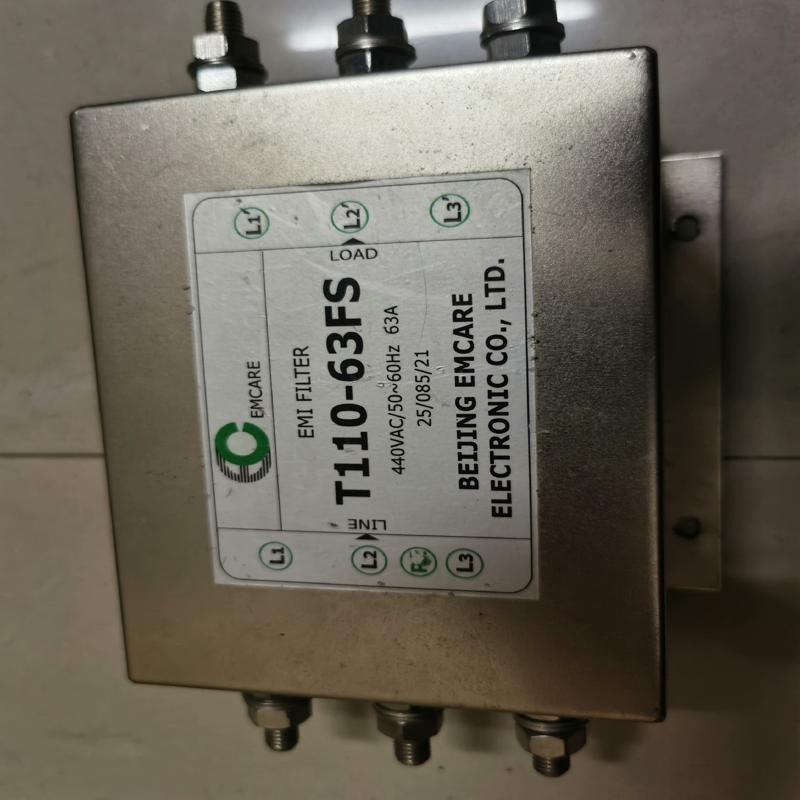 L1'
L2'
L3'
LOAD
EMCARE
EMI FILTER
T110-63FS
440VAC/50~60Hz 63A
25/085/21
BEIJING EMCARE
ELECTRONIC CO., LTD.
LINE
L1
L2
L3